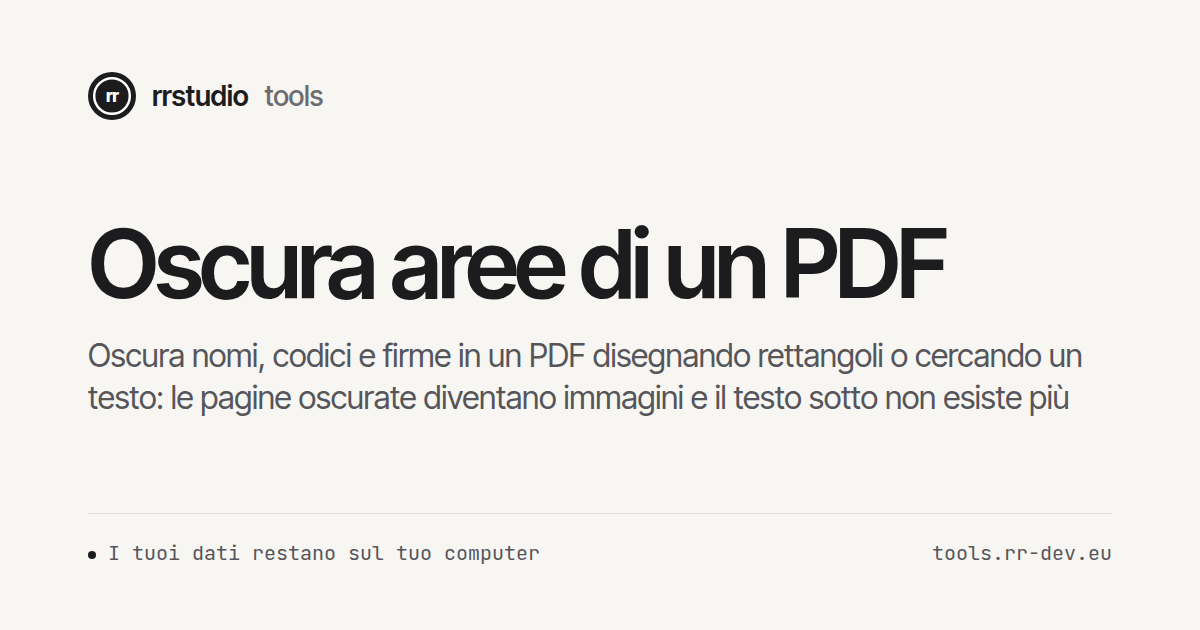 rr rrstudio tools
Oscura aree di un PDF
Oscura nomi, codici e firme in un PDF disegnando rettangoli o cercando un
testo: le pagine oscurate diventano immagini e il testo sotto non esiste più
I tuoi dati restano sul tuo computer
tools.rr-dev.eu